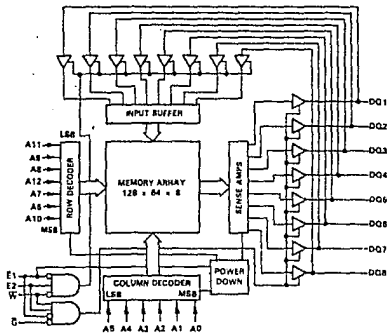 INPUT BUFFER
LSB
A11
A9
A8
A12
A7
A6
A10
MSB
ROW DECODER
MEMORY ARRAY
128 x 64 x 8
SENSE AMPS
DQ1
DQ2
DQ3
DQ4
DQ5
DQ6
DQ7
DQ8
E1
E2
W
G
COLUMN DECODER
LSB
MSB
POWER
DOWN
A5 A4 A3 A2 A1 A0